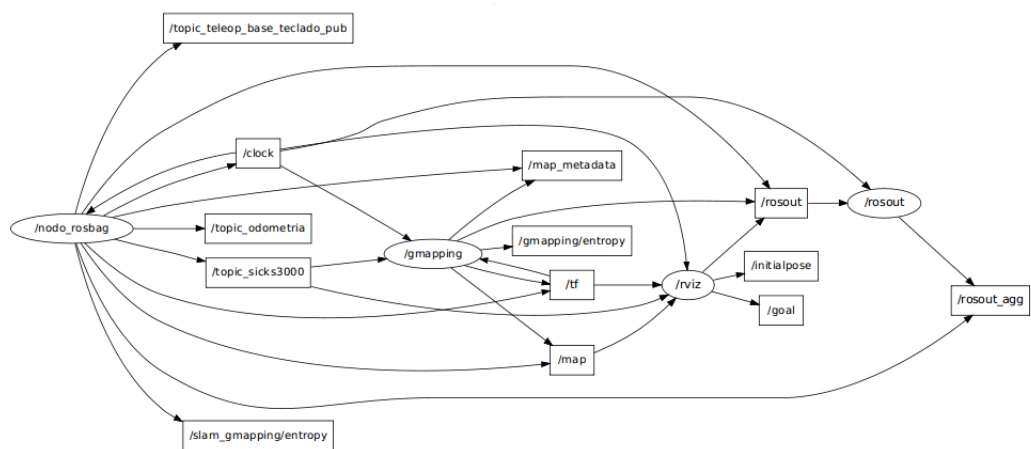 /topic_teleop_base_teclado_pub
/clock
/map_metadata
/rosout
/rosout
/nodo_rosbag
/topic_odometria
/gmapping
/gmapping/entropy
/topic_sicks3000
/tf
/rviz
/initialpose
/goal
/rosout_agg
/map
/slam_gmapping/entropy